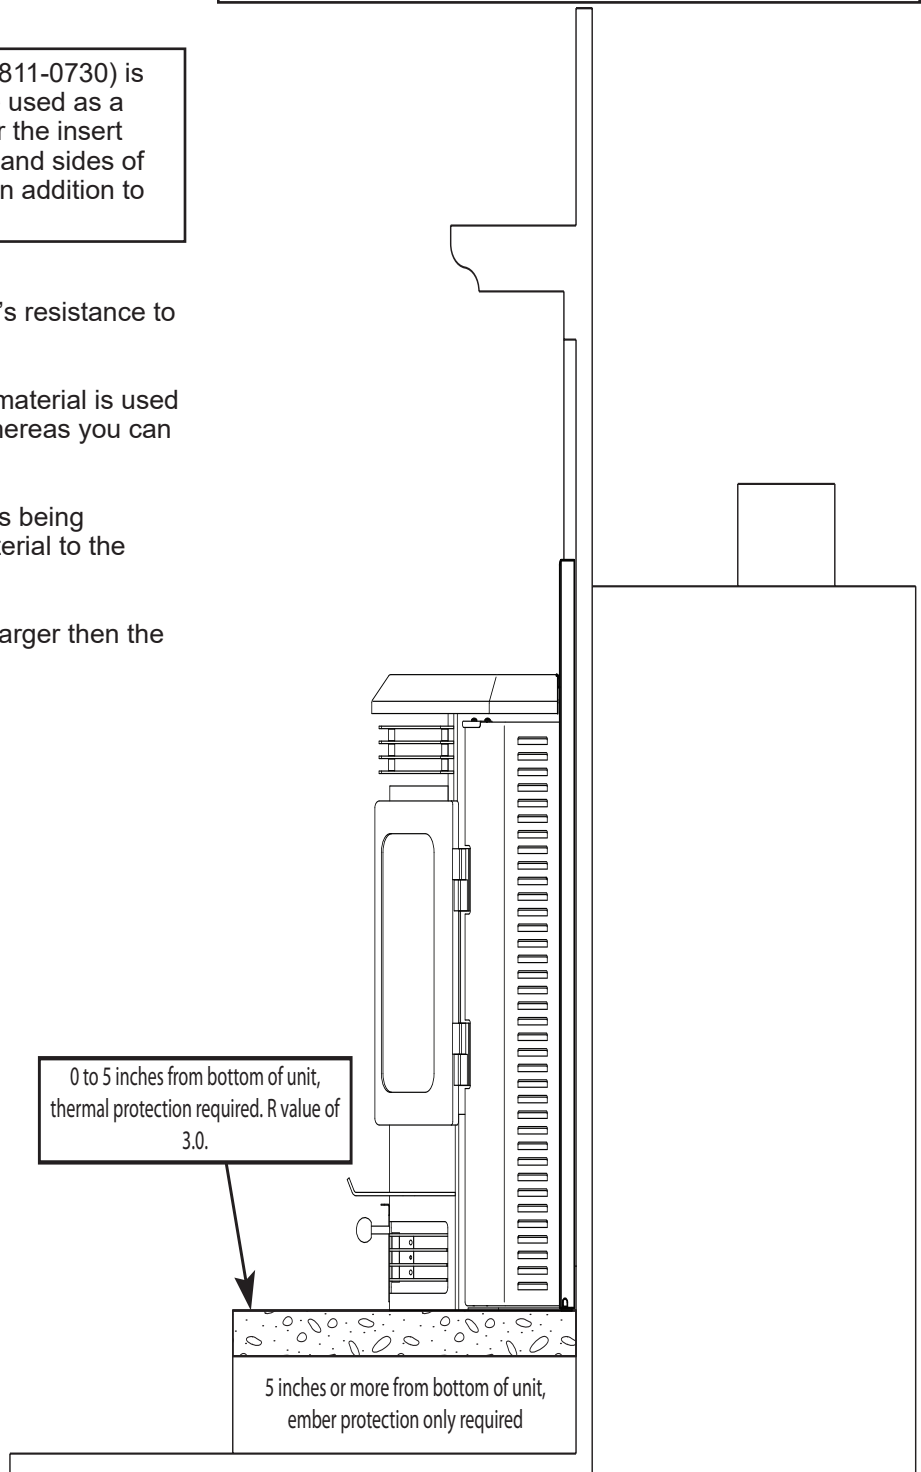 811-0730) is
used as a
r the insert
and sides of
n addition to
's resistance to
material is used
hereas you can
s being
terial to the
arger then the
0 to 5 inches from bottom of unit,
thermal protection required. R value of
3.0.
5 inches or more from bottom of unit,
ember protection only required